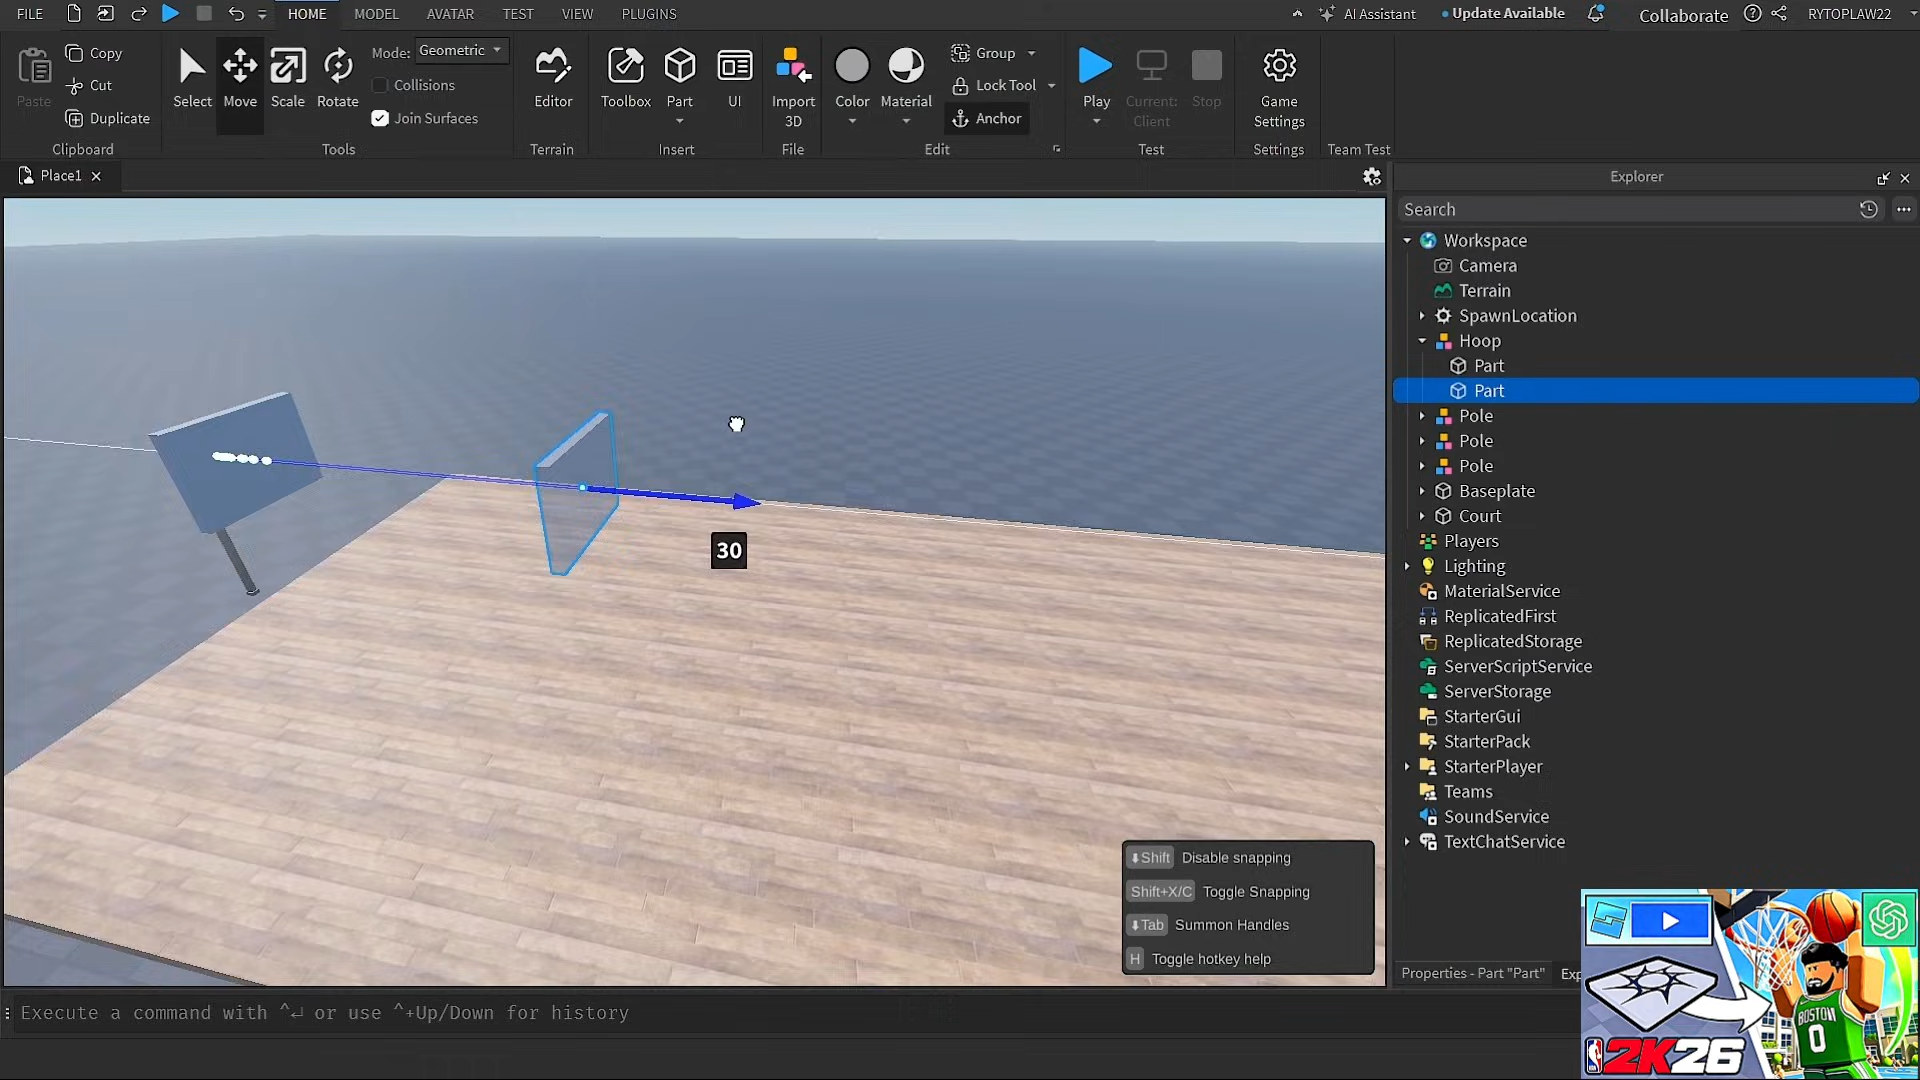 FILE HOME MODEL AVATAR TEST VIEW PLUGINS AI Assistant Update Available Collaborate RYTOPLAW22
Paste Copy Cut Duplicate
Clipboard
Select Move Scale Rotate
Mode: Geometric
Collisions
Join Surfaces
Tools
Editor
Terrain
Toolbox Part UI
Insert
Import 3D
File
Color Material
Group
Lock Tool
Anchor
Edit
Play Current: Client Stop
Test
Game Settings
Settings
Team Test
Place1
30
Shift Disable snapping
Shift+X/C Toggle Snapping
Tab Summon Handles
H Toggle hotkey help
Explorer
Search
Workspace
Camera
Terrain
SpawnLocation
Hoop
Part
Part
Pole
Pole
Pole
Baseplate
Court
Players
Lighting
MaterialService
ReplicatedFirst
ReplicatedStorage
ServerScriptService
ServerStorage
StarterGui
StarterPack
StarterPlayer
Teams
SoundService
TextChatService
Properties - Part "Part" Exp
Execute a command with ^↵ or use ^+Up/Down for history
BOSTON
0
NBA 2K26